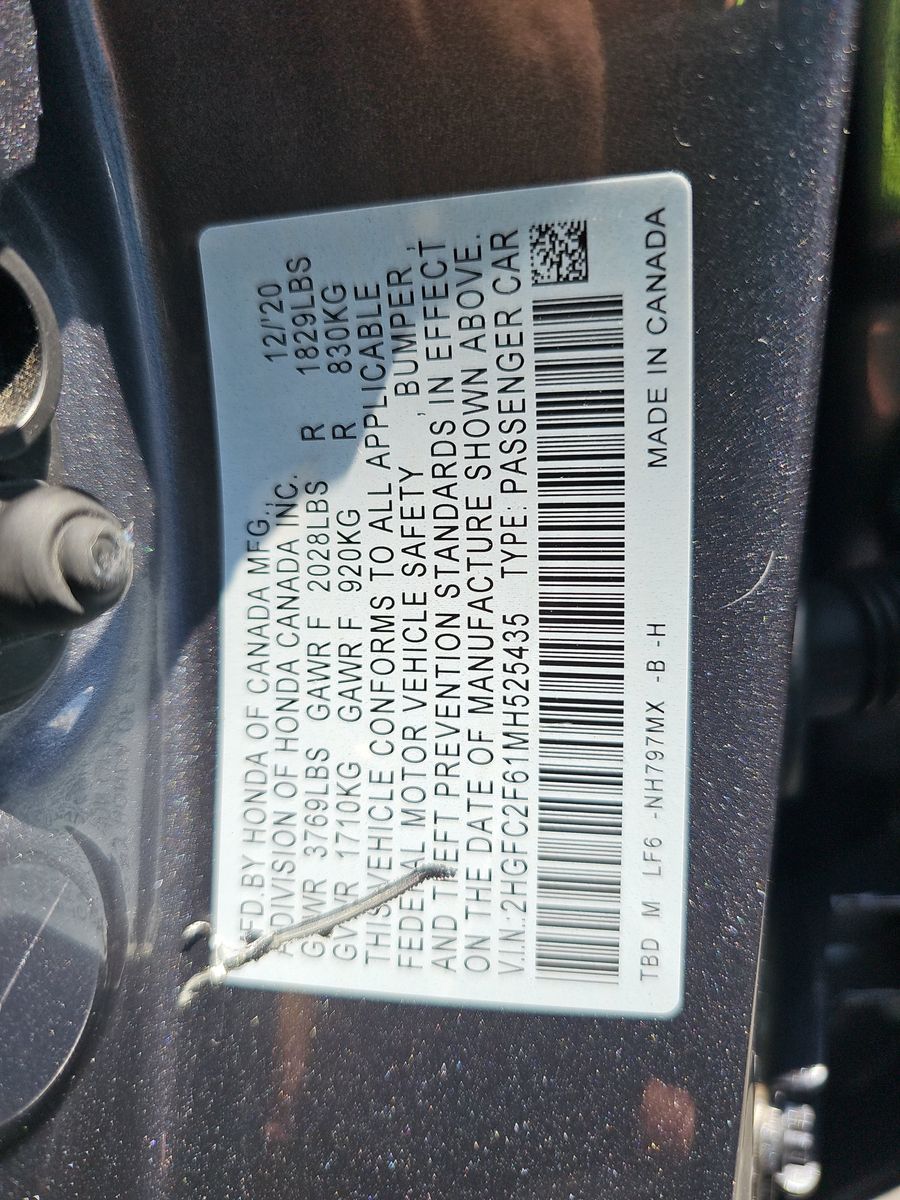 MFD.BY HONDA OF CANADA MFG.,
A DIVISION OF HONDA CANADA INC. 12/'20
GVWR 3769LBS GAWR F 2028LBS R 1829LBS
GVWR 1710KG GAWR F 920KG R 830KG
THIS VEHICLE CONFORMS TO ALL APPLICABLE
FEDERAL MOTOR VEHICLE SAFETY , BUMPER ,
AND THEFT PREVENTION STANDARDS IN EFFECT
ON THE DATE OF MANUFACTURE SHOWN ABOVE.
V.I.N.:2HGFC2F61MH525435 TYPE:PASSENGER CAR
TBD M LF6 -NH797MX -B -H MADE IN CANADA